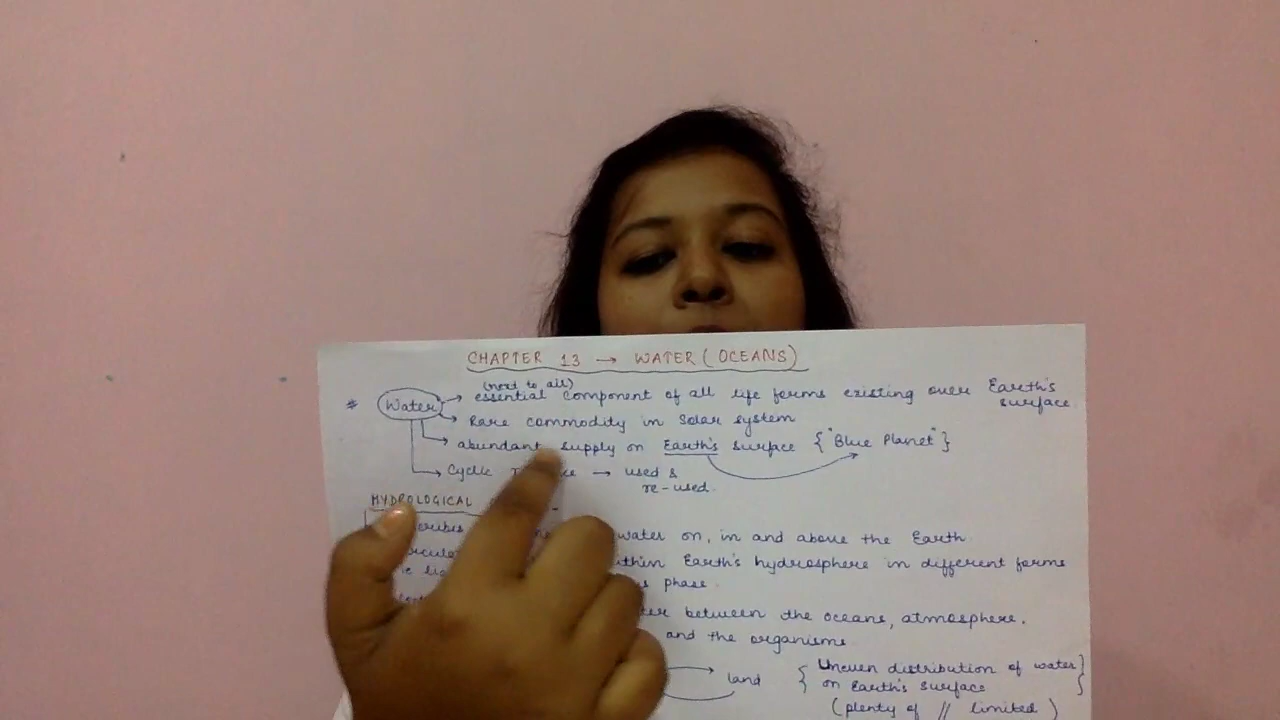 CHAPTER 13 → WATER (OCEANS)
(next to air)
* Water → essential component of all life forms existing over Earth's surface
→ Rare commodity in Solar system
→ abundant supply on Earth's surface { "Blue Planet" }
→ Cyclic → used & re-used.
HYDROLOGICAL
water on, in and above the Earth
within Earth's hydrosphere in different forms
phase.
between the oceans, atmosphere,
and the organisms
→ land { Uneven distribution of water on Earth's surface }
(plenty of // limited)